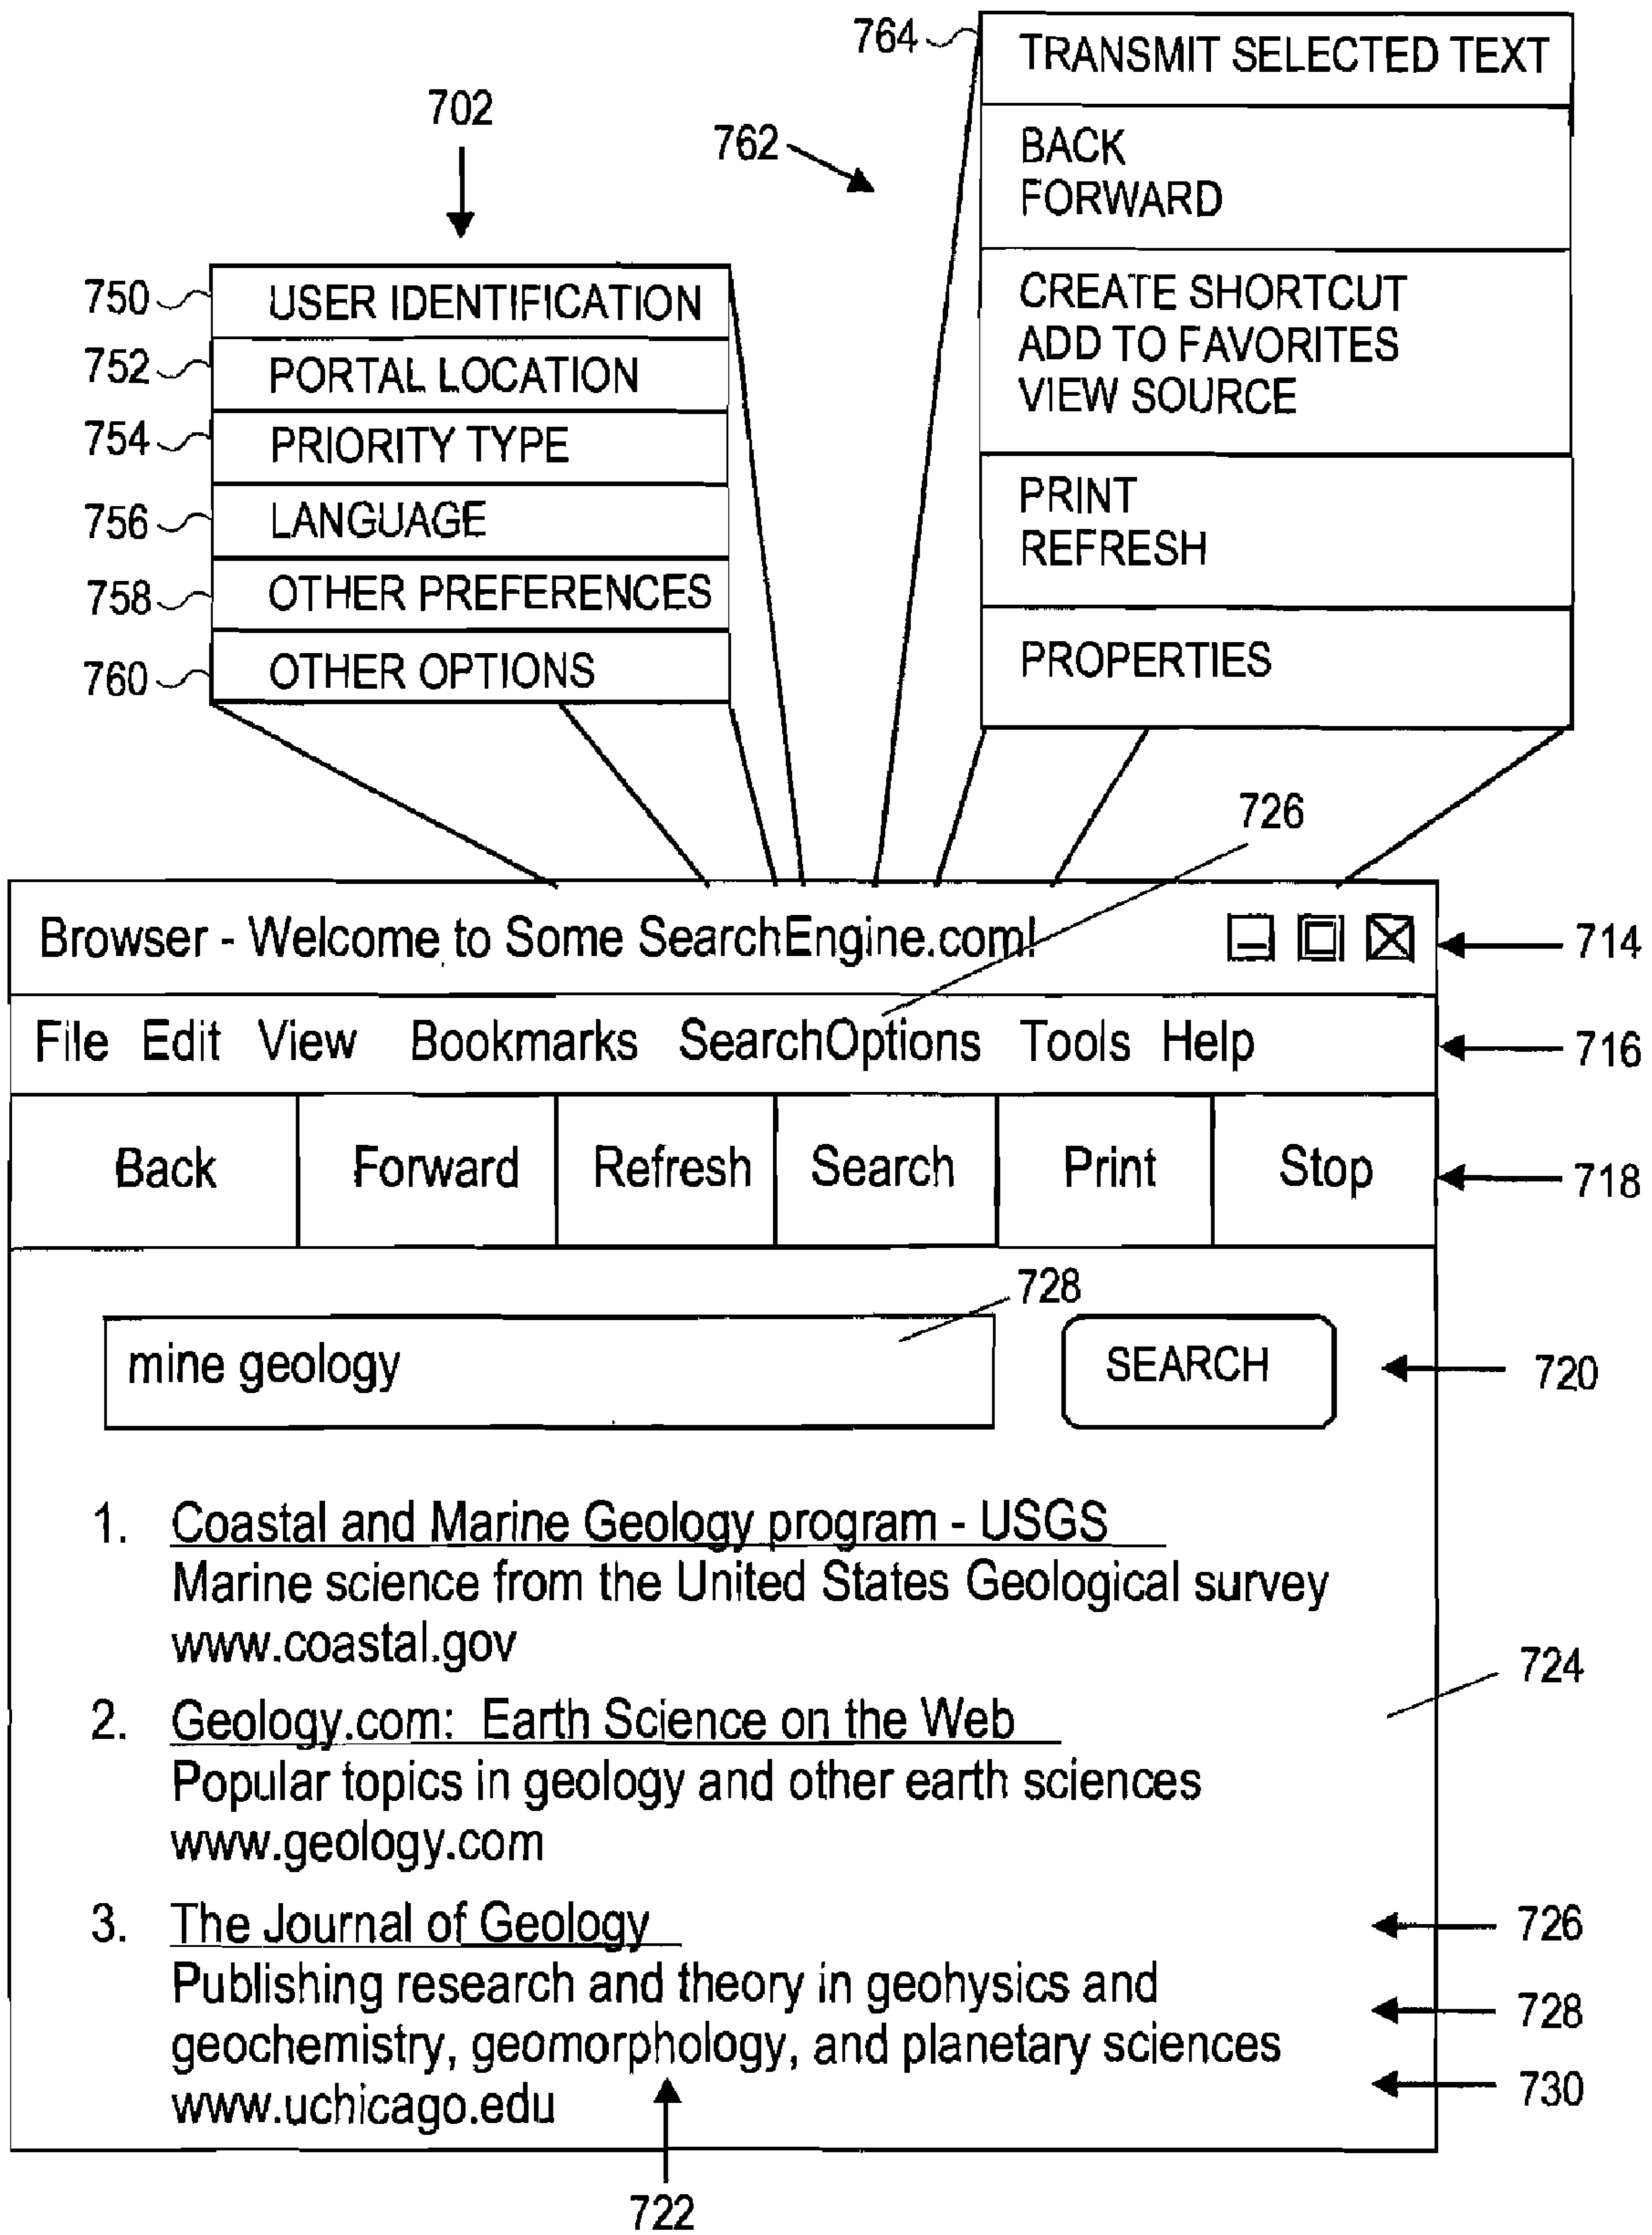 764 TRANSMIT SELECTED TEXT
702
762
BACK
FORWARD
CREATE SHORTCUT
ADD TO FAVORITES
VIEW SOURCE
PRINT
REFRESH
PROPERTIES
750 USER IDENTIFICATION
752 PORTAL LOCATION
754 PRIORITY TYPE
756 LANGUAGE
758 OTHER PREFERENCES
760 OTHER OPTIONS
726
Browser - Welcome to Some SearchEngine.com! 714
File Edit View Bookmarks SearchOptions Tools Help 716
Back Forward Refresh Search Print Stop 718
728
mine geology SEARCH 720
1. Coastal and Marine Geology program - USGS
Marine science from the United States Geological survey
www.coastal.gov
724
2. Geology.com: Earth Science on the Web
Popular topics in geology and other earth sciences
www.geology.com
3. The Journal of Geology 726
Publishing research and theory in geohysics and 728
geochemistry, geomorphology, and planetary sciences
www.uchicago.edu 730
722